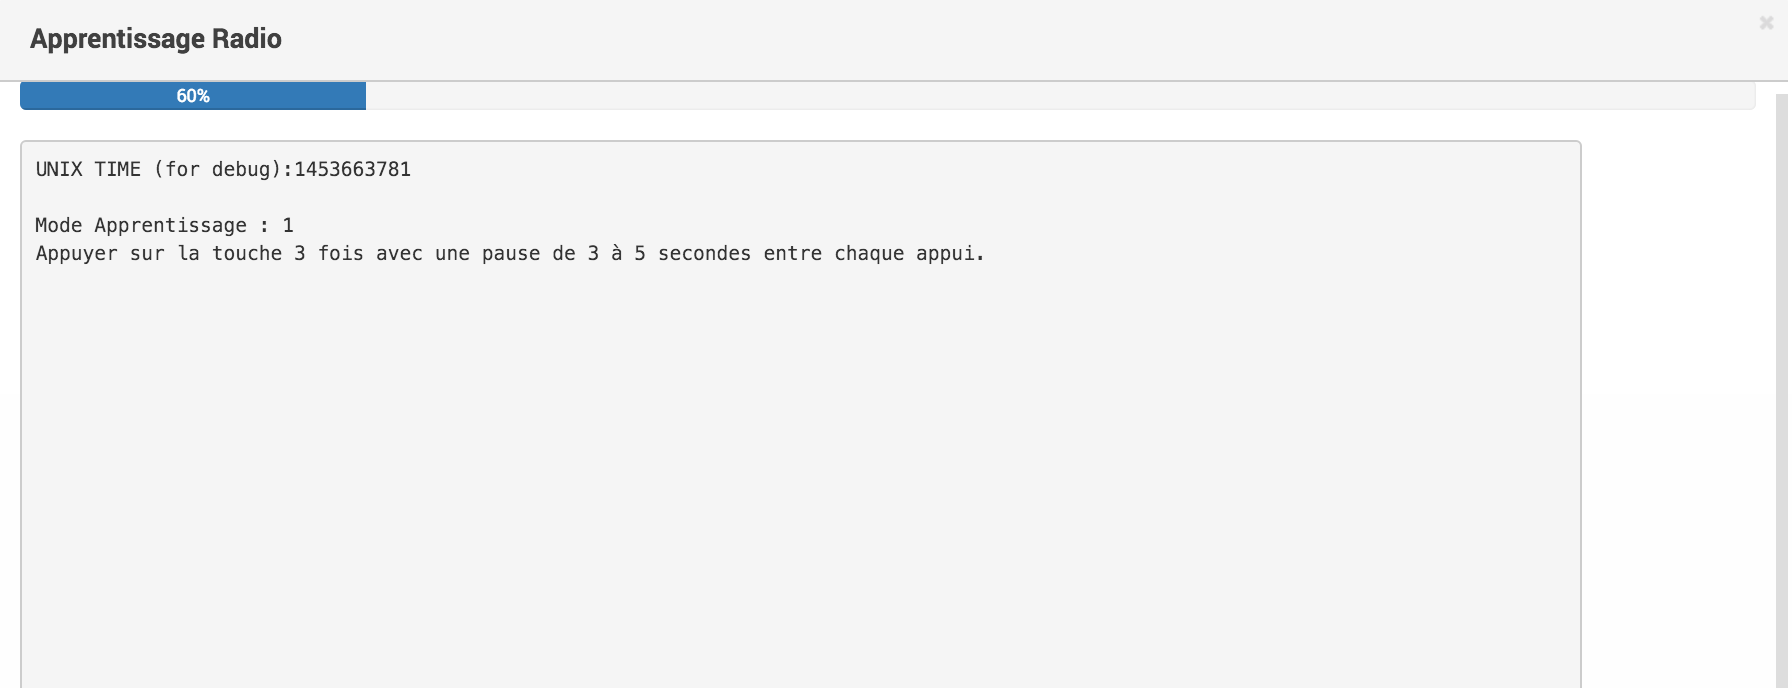 Apprentissage Radio
60%
UNIX TIME (for debug):1453663781
Mode Apprentissage : 1
Appuyer sur la touche 3 fois avec une pause de 3 à 5 secondes entre chaque appui.